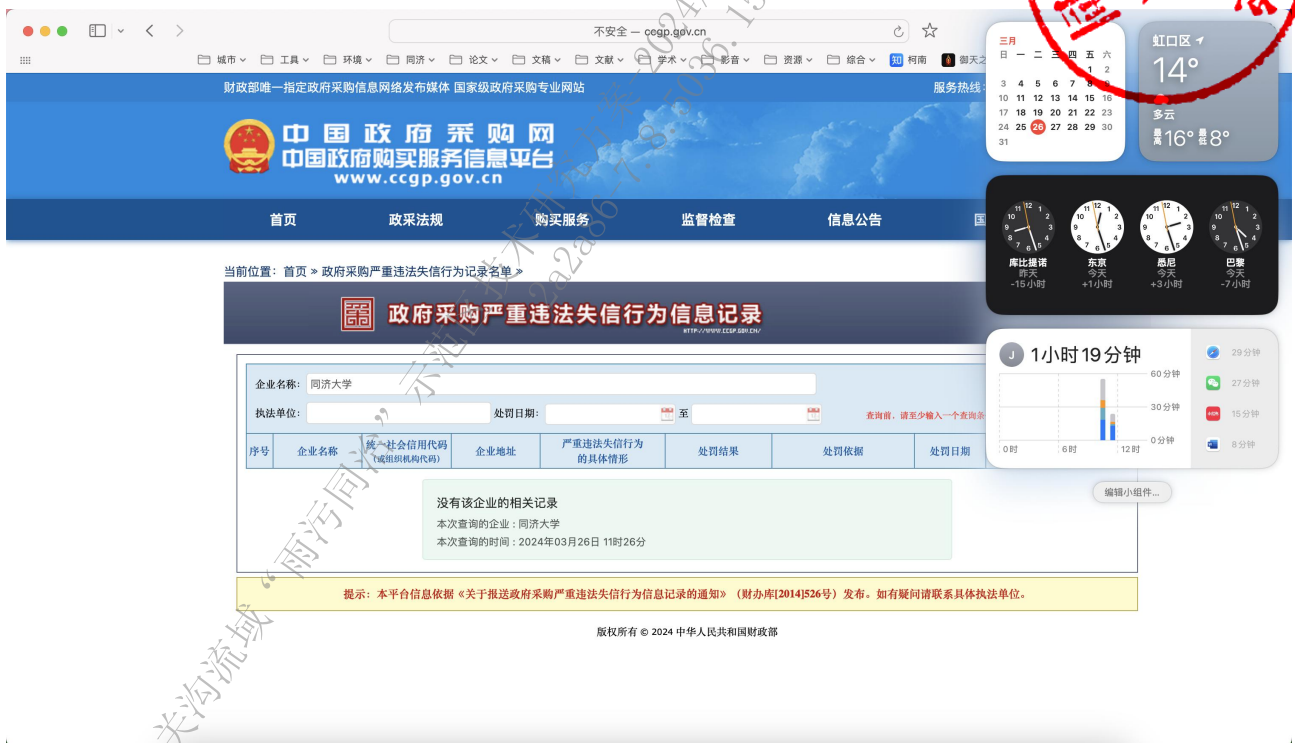 不安全 — ccgp.gov.cn
城市 工具 环境 同济 论文 文稿 文献 学术 影音 资源 综合 知 柯南 御天之
财政部唯一指定政府采购信息网络发布媒体 国家级政府采购专业网站
服务热线:
中国政府采购网
中国政府购买服务信息平台
www.ccgp.gov.cn
首页 政采法规 购买服务 监督检查 信息公告 国
当前位置:首页 » 政府采购严重违法失信行为记录名单 »
政府采购严重违法失信行为信息记录
HTTP://WWW.CCGP.GOV.CN/
企业名称: 同济大学
执法单位: 处罚日期: 至 查询前,请至少输入一个查询条
序号 企业名称 统一社会信用代码 企业地址 严重违法失信行为 处罚结果 处罚依据 处罚日期
(或组织机构代码) 的具体情形
没有该企业的相关记录
本次查询的企业 : 同济大学
本次查询的时间 : 2024年03月26日 11时26分
提示:本平台信息依据《关于报送政府采购严重违法失信行为信息记录的通知》(财办库[2014]526号)发布。如有疑问请联系具体执法单位。
版权所有 © 2024 中华人民共和国财政部
三月
日 一 二 三 四 五 六
1 2
3 4 5 6 7 8 9
10 11 12 13 14 15 16
17 18 19 20 21 22 23
24 25 26 27 28 29 30
31
虹口区
14°
多云
最高16° 最低8°
库比提诺 东京 悉尼 巴黎
昨天 今天 今天 今天
-15小时 +1小时 +3小时 -7小时
J 1小时19分钟
60分钟
30分钟
0分钟
0时 6时 12时
29分钟
27分钟
15分钟
8分钟
编辑小组件...